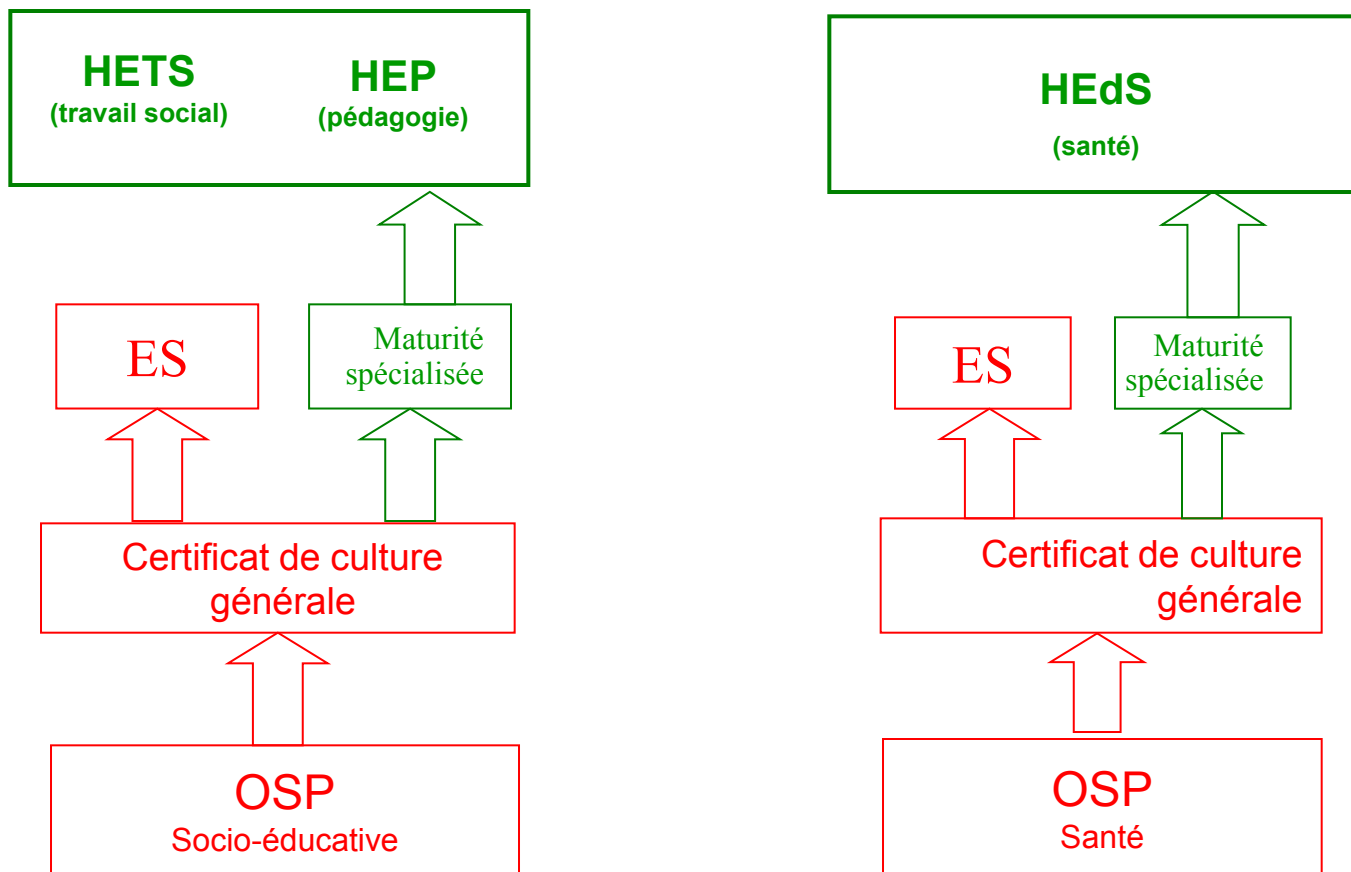 HETS
(travail social)
HEP
(pédagogie)
ES
Maturité
spécialisée
Certificat de culture
générale
OSP
Socio-éducative
HEdS
(santé)
ES
Maturité
spécialisée
Certificat de culture
générale
OSP
Santé